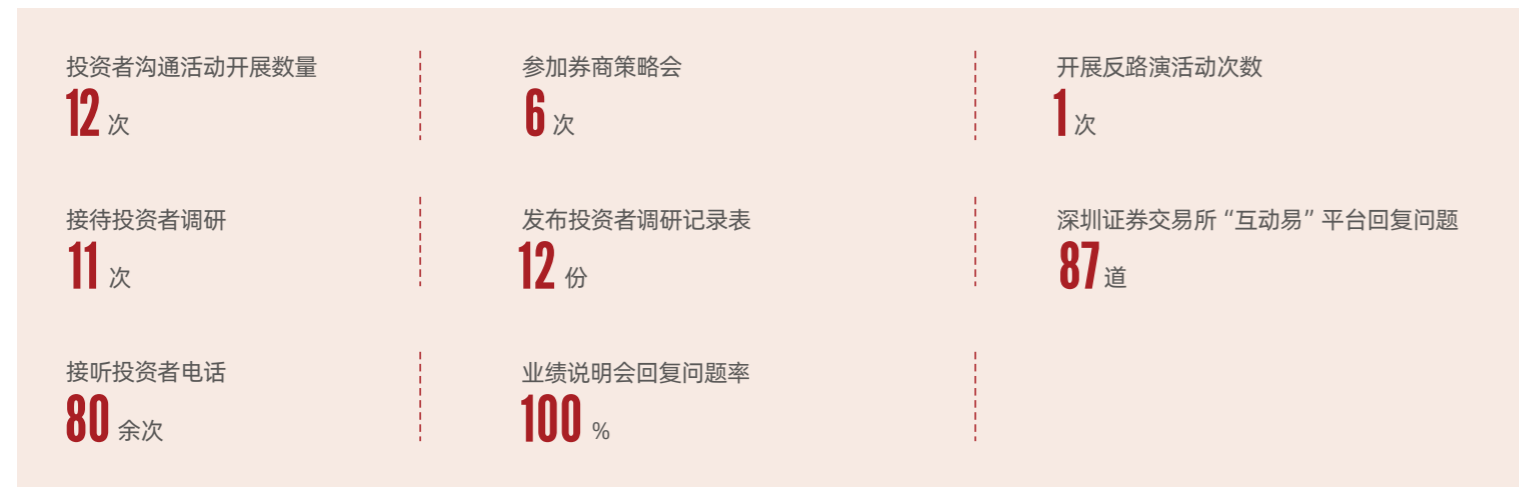 投资者沟通活动开展数量
12 次
参加券商策略会
6 次
开展反路演活动次数
1 次
接待投资者调研
11 次
发布投资者调研记录表
12 份
深圳证券交易所“互动易”平台回复问题
87 道
接听投资者电话
80 余次
业绩说明会回复问题率
100 %